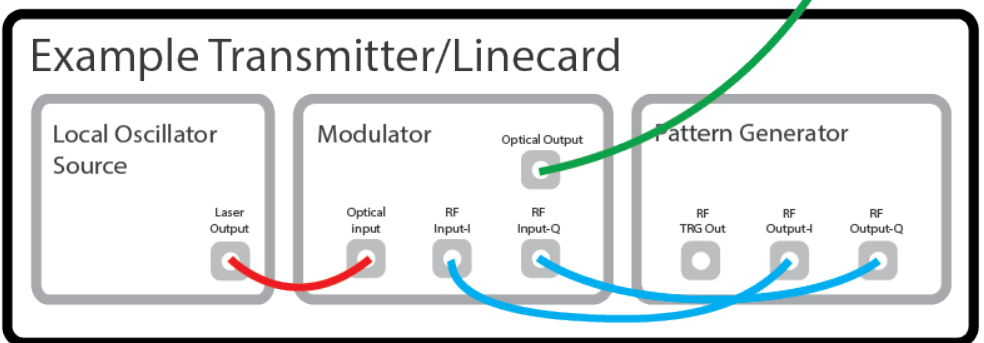 Example Transmitter/Linecard
Local Oscillator
Source
Laser
Output
Modulator
Optical Output
Optical
input
RF
Input-I
RF
Input-Q
Pattern Generator
RF
TRG Out
RF
Output-I
RF
Output-Q